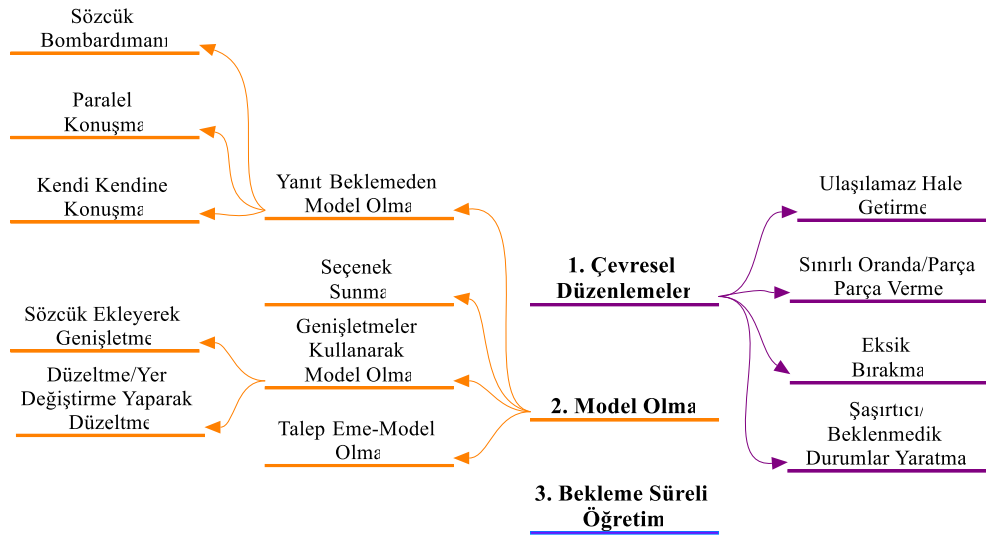 Sözcük
Bombardımanı
Paralel
Konuşma
Kendi Kendine
Konuşma
Yanıt Beklemeden
Model Olma
Seçenek
Sunma
Sözcük Ekleyerek
Genişletme
Genişletmeler
Kullanarak
Model Olma
Düzeltme/Yer
Değiştirme Yaparak
Düzeltme
Talep Eme-Model
Olma
1. Çevresel
Düzenlemeler
2. Model Olma
3. Bekleme Süreli
Öğretim
Ulaşılamaz Hale
Getirme
Sınırlı Oranda/Parça
Parça Verme
Eksik
Bırakma
Şaşırtıcı/
Beklenmedik
Durumlar Yaratma